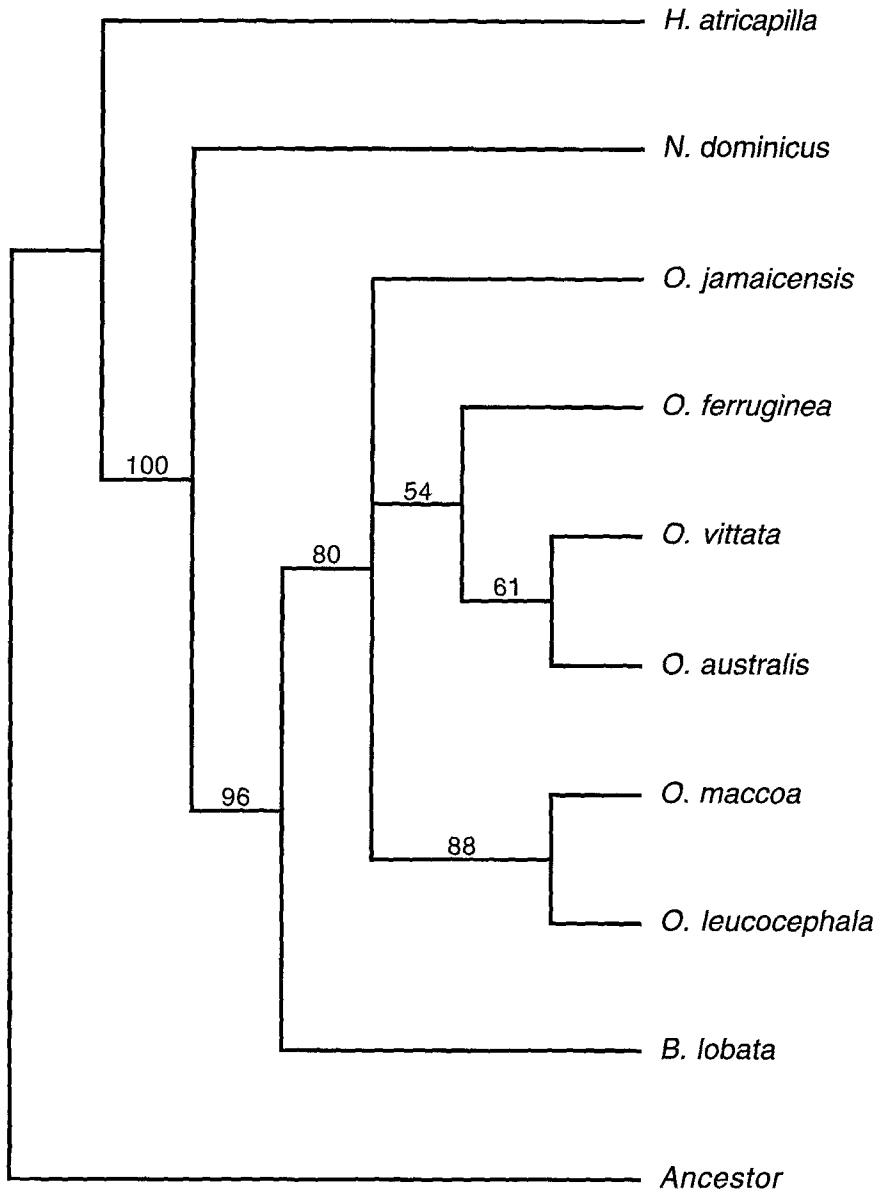 H. atricapilla
N. dominicus
O. jamaicensis
O. ferruginea
100
54
O. vittata
80
61
O. australis
96
O. maccoa
88
O. leucocephala
B. lobata
Ancestor